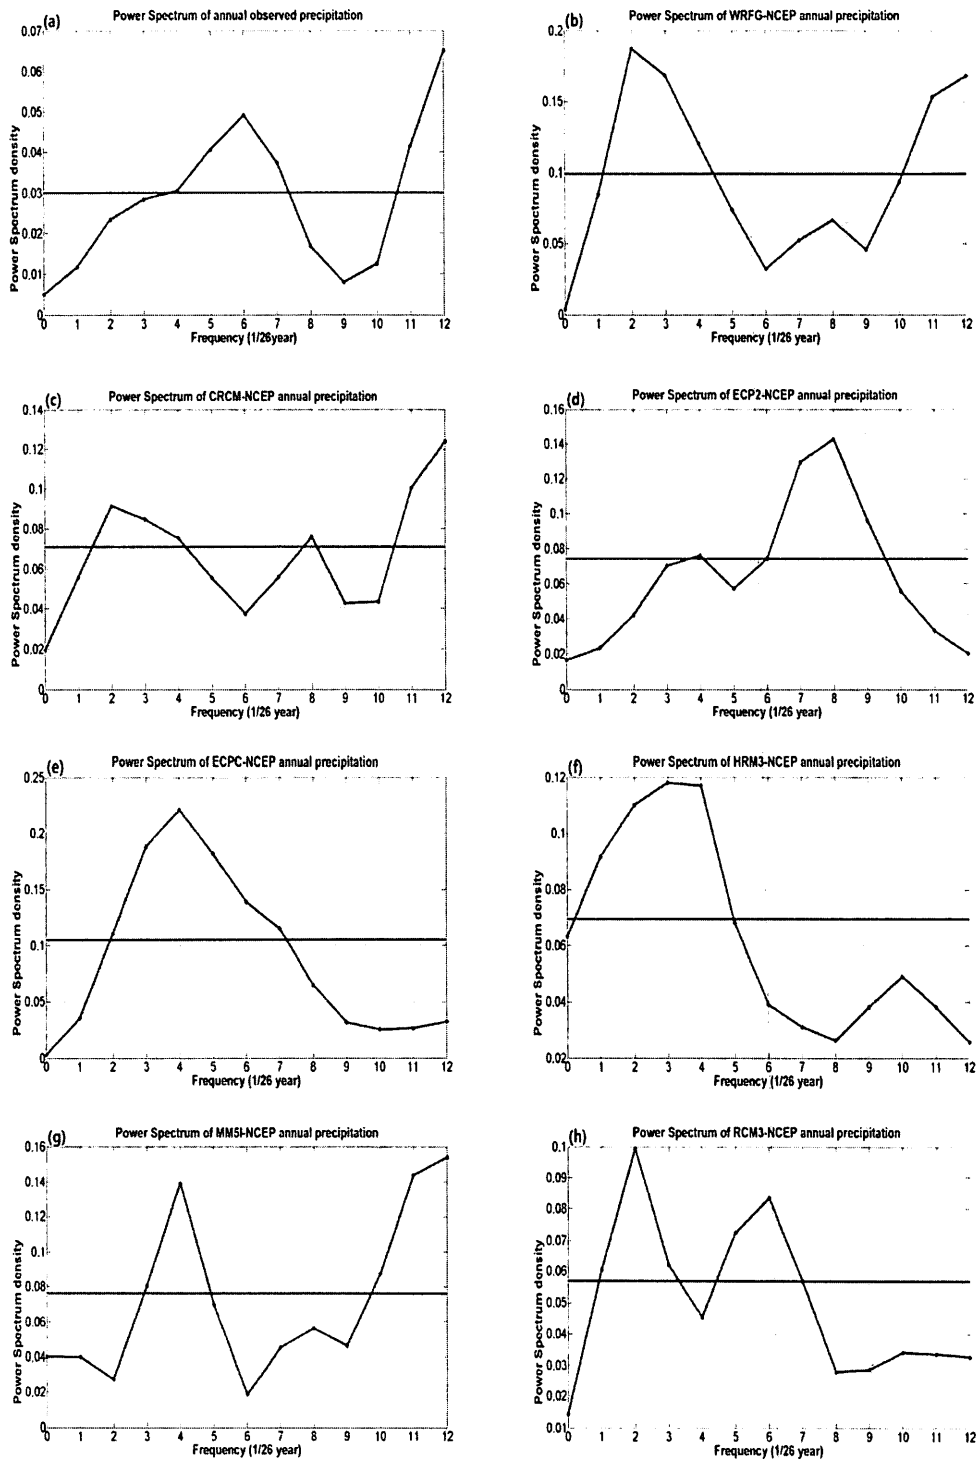 (a) Power Spectrum of annual observed precipitation
Power Spectrum density
0.07
0.06
0.05
0.04
0.03
0.02
0.01
0
0 1 2 3 4 5 6 7 8 9 10 11 12
Frequency (1/26year)
(b) Power Spectrum of WRFG-NCEP annual precipitation
Power Spectrum density
0.2
0.15
0.1
0.05
0
0 1 2 3 4 5 6 7 8 9 10 11 12
Frequency (1/26 year)
(c) Power Spectrum of CRCM-NCEP annual precipitation
Power Spectrum density
0.14
0.12
0.1
0.08
0.06
0.04
0.02
0
0 1 2 3 4 5 6 7 8 9 10 11 12
Frequency (1/26 year)
(d) Power Spectrum of ECP2-NCEP annual precipitation
Power Spectrum density
0.16
0.14
0.12
0.1
0.08
0.06
0.04
0.02
0
0 1 2 3 4 5 6 7 8 9 10 11 12
Frequency (1/26 year)
(e) Power Spectrum of ECPC-NCEP annual precipitation
Power Spectrum density
0.25
0.2
0.15
0.1
0.05
0
0 1 2 3 4 5 6 7 8 9 10 11 12
Frequency (1/26 year)
(f) Power Spectrum of HRM3-NCEP annual precipitation
Power Spectrum density
0.12
0.1
0.08
0.06
0.04
0.02
0 1 2 3 4 5 6 7 8 9 10 11 12
Frequency (1/26 year)
(g) Power Spectrum of MM5I-NCEP annual precipitation
Power Spectrum density
0.16
0.14
0.12
0.1
0.08
0.06
0.04
0.02
0
0 1 2 3 4 5 6 7 8 9 10 11 12
Frequency (1/26 year)
(h) Power Spectrum of RCM3-NCEP annual precipitation
Power Spectrum density
0.1
0.09
0.08
0.07
0.06
0.05
0.04
0.03
0.02
0.01
0 1 2 3 4 5 6 7 8 9 10 11 12
Frequency (1/26 year)